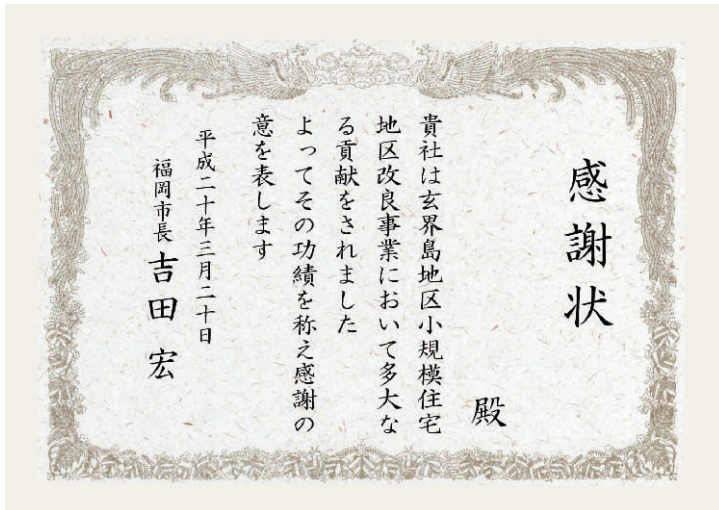 感謝状
殿
貴社は玄界島地区小規模住宅
地区改良事業において多大な
る貢献をされました
よってその功績を称え感謝の
意を表します
平成二十年三月二十日
福岡市長 吉田 宏